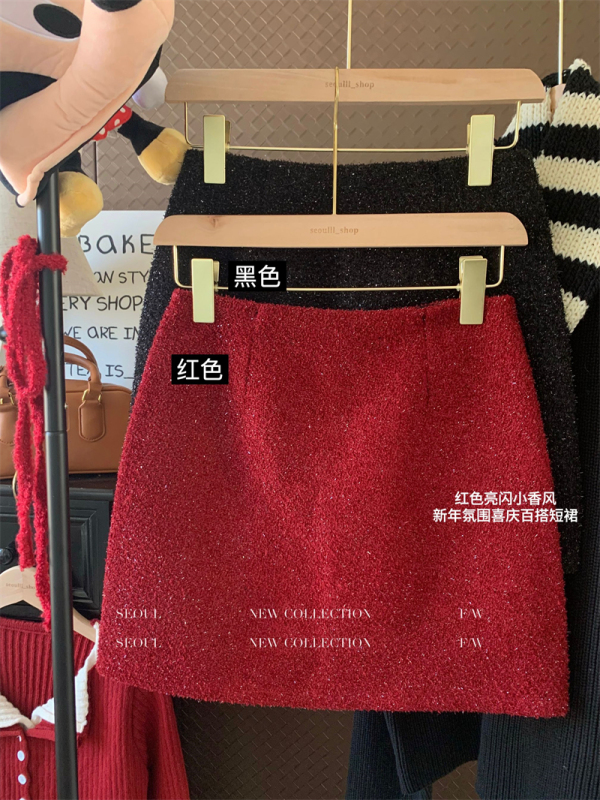 seoulll_shop
seoulll_shop
黑色
BAKE
ON STY
ERY SHOP
WE ARE IN
IS_
红色
红色亮闪小香风
新年氛围喜庆百搭短裙
SEOUL NEW COLLECTION F/W
SEOUL NEW COLLECTION F/W